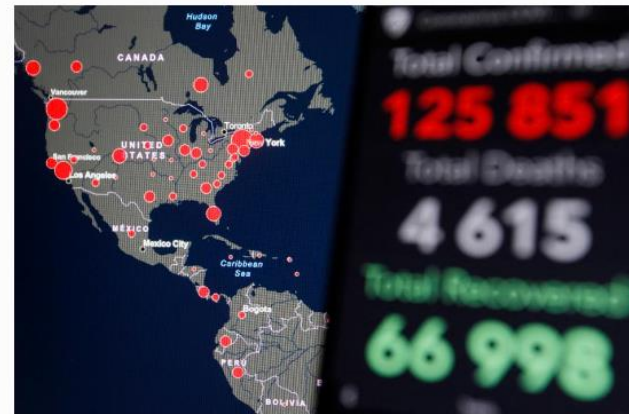 Hudson
Bay
CANADA
Vancouver
Toronto
New York
UNITED
STATES
San Francisco
Los Angeles
MÉXICO
Mexico City
Caribbean
Sea
Bogota
PERU
BOLIVIA
Total Confirmed
125 851
Total Deaths
4 615
Total Recovered
66 998